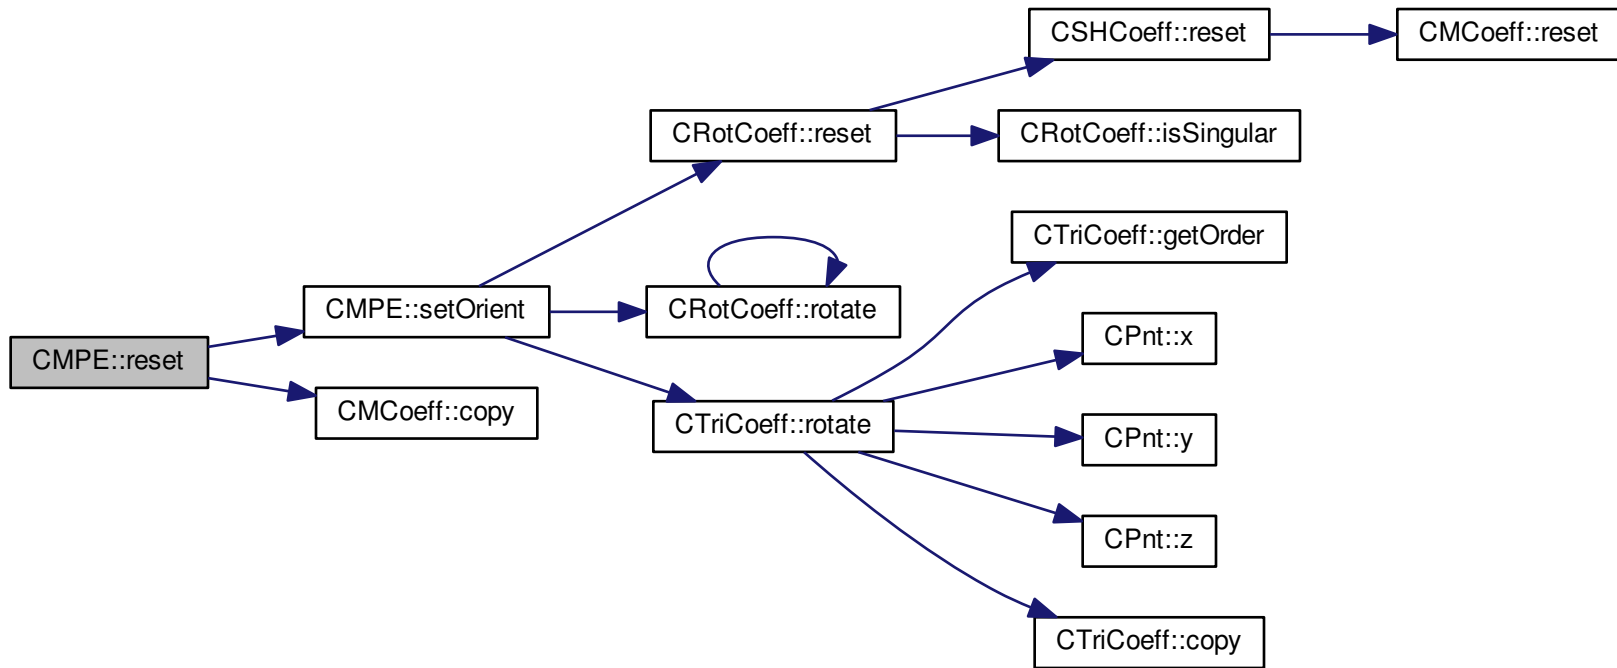 CSHCoeff::reset
CMCoeff::reset
CRotCoeff::reset
CRotCoeff::isSingular
CTriCoeff::getOrder
CMPE::setOrient
CRotCoeff::rotate
CPnt::x
CMPE::reset
CMCoeff::copy
CTriCoeff::rotate
CPnt::y
CPnt::z
CTriCoeff::copy